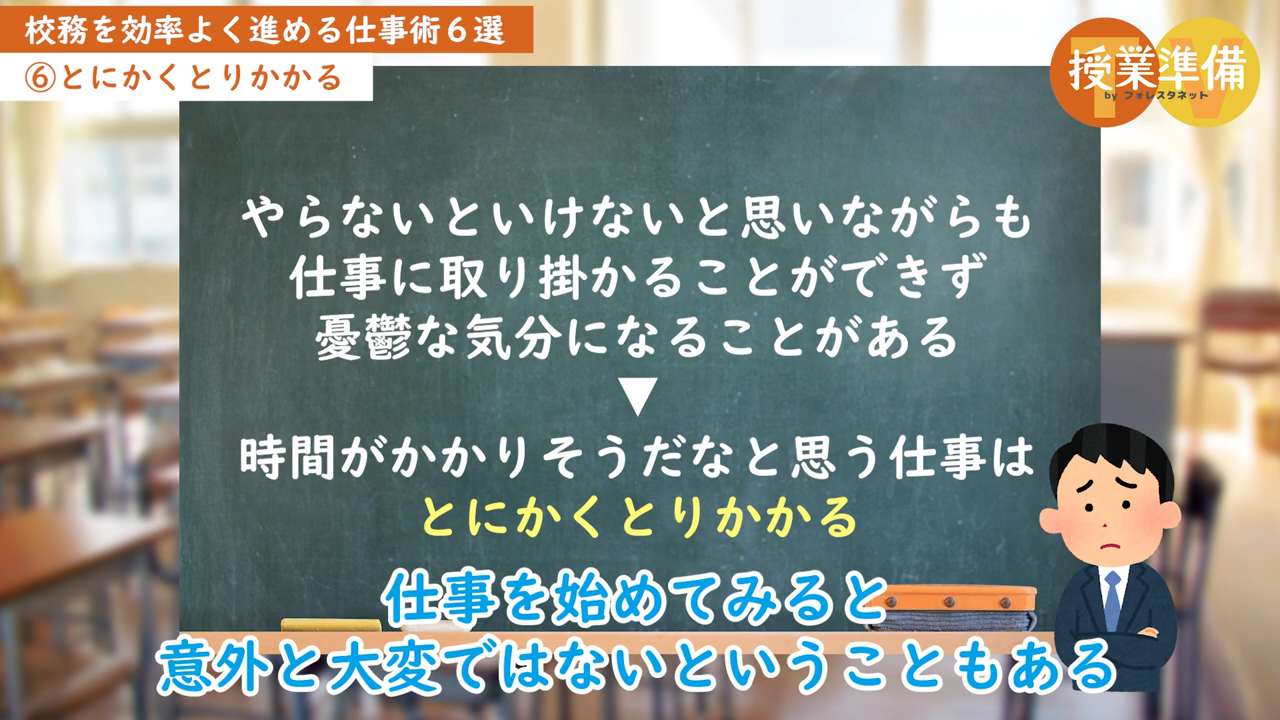 校務を効率よく進める仕事術６選
⑥とにかくとりかかる
授業準備
TV
by フォレスタネット
やらないといけないと思いながらも
仕事に取り掛かることができず
憂鬱な気分になることがある
▼
時間がかかりそうだなと思う仕事は
とにかくとりかかる
仕事を始めてみると
意外と大変ではないということもある